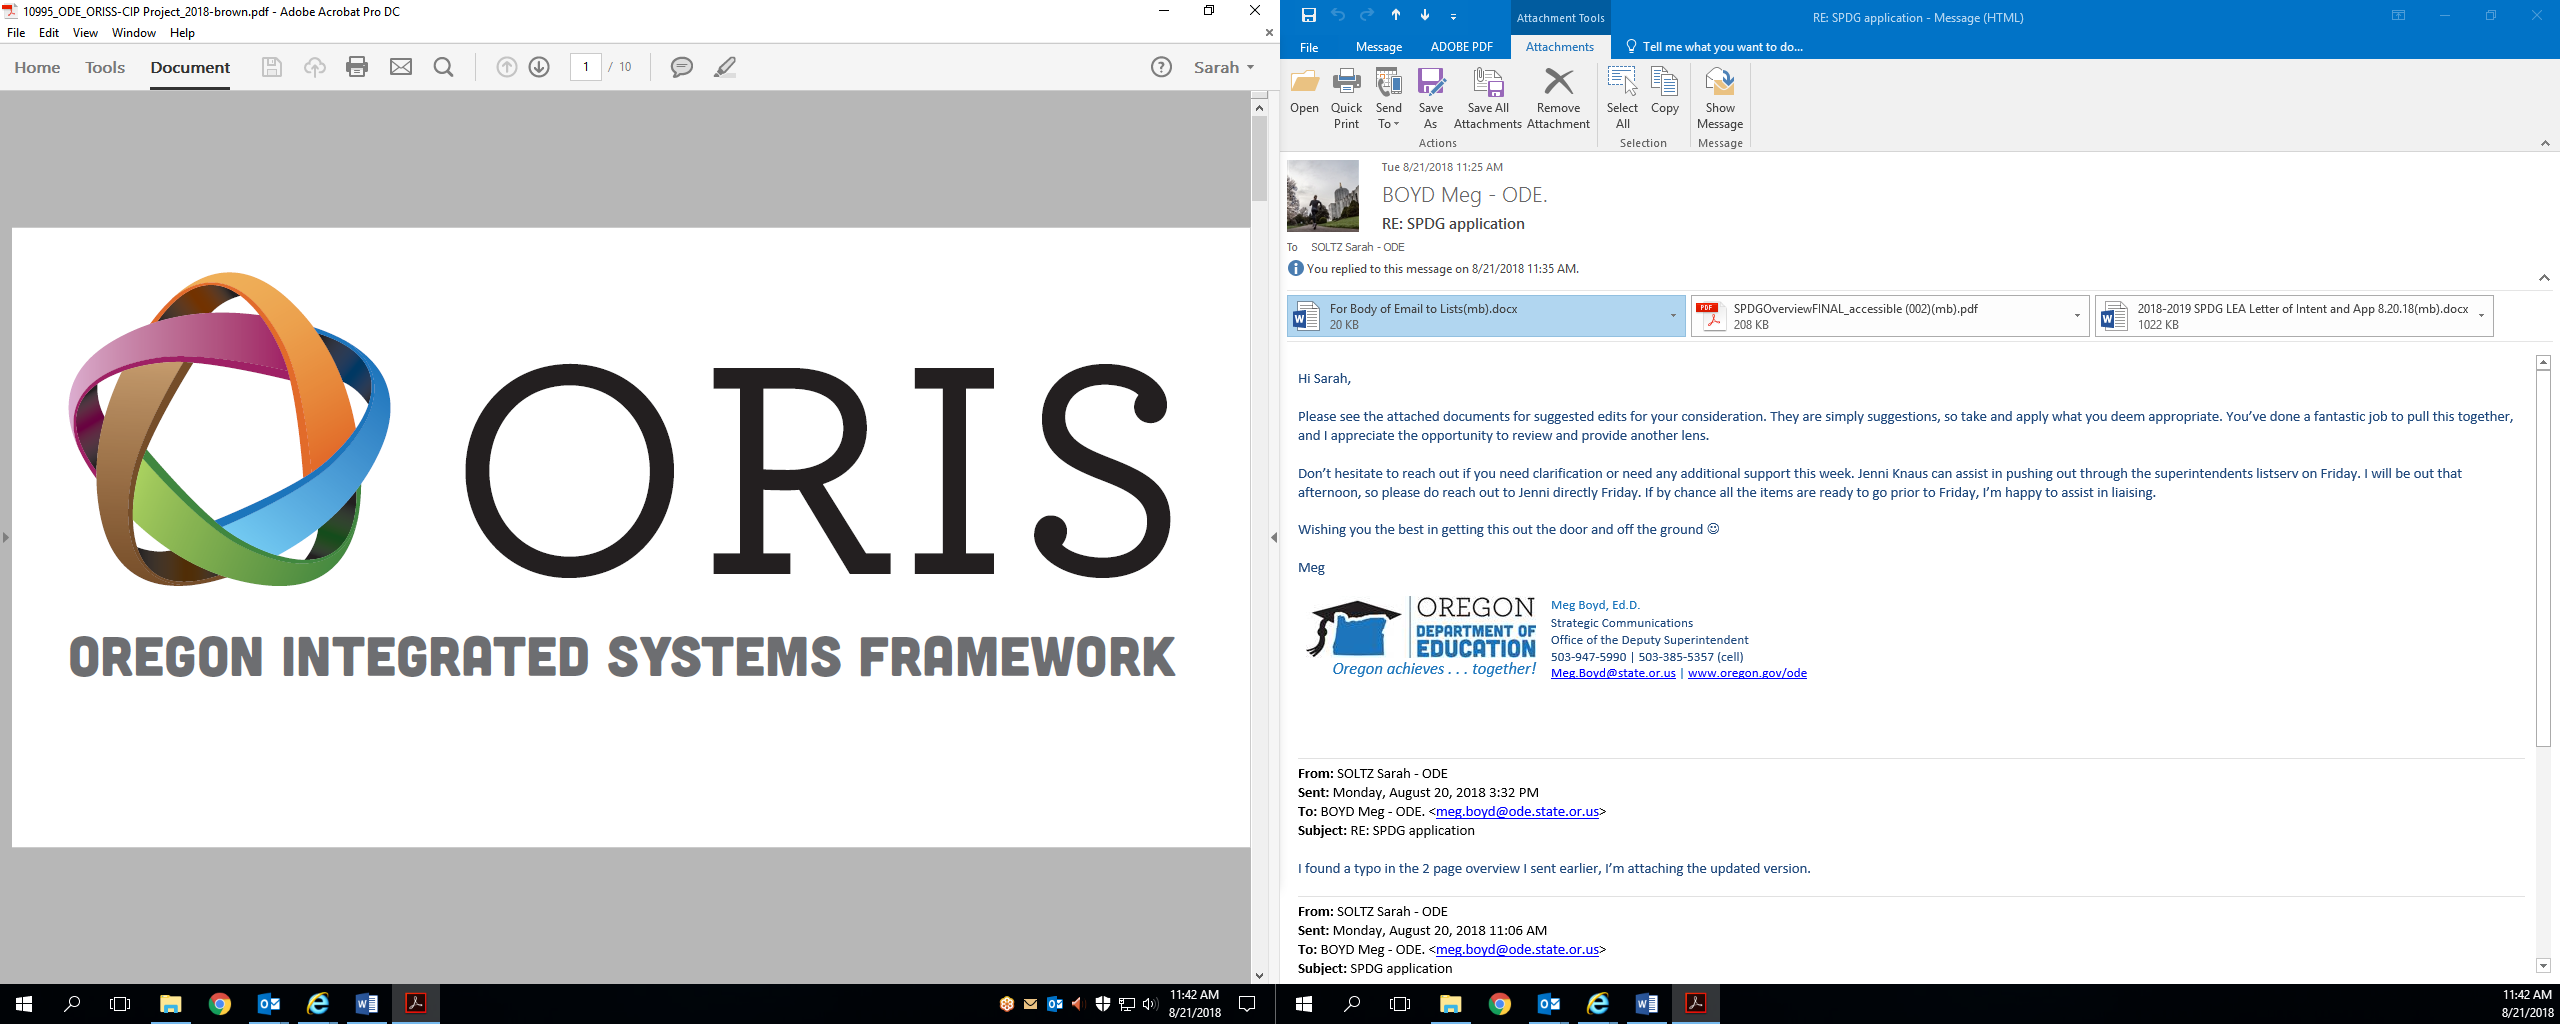 10995_ODE_ORISS-CIP Project_2018-brown.pdf - Adobe Acrobat Pro DC
File Edit View Window Help
Home Tools Document 1 / 10 Sarah
ORIS
OREGON INTEGRATED SYSTEMS FRAMEWORK
11:42 AM
8/21/2018
Attachment Tools
RE: SPDG application - Message (HTML)
File Message ADOBE PDF Attachments Tell me what you want to do...
Open Quick Print Send To Save As Save All Attachments Remove Attachment Select All Copy Show Message
Actions Selection Message
Tue 8/21/2018 11:25 AM
BOYD Meg - ODE.
RE: SPDG application
To SOLTZ Sarah - ODE
You replied to this message on 8/21/2018 11:35 AM.
For Body of Email to Lists(mb).docx
20 KB
PDF
SPDGOverviewFINAL_accessible (002)(mb).pdf
208 KB
2018-2019 SPDG LEA Letter of Intent and App 8.20.18(mb).docx
1022 KB
Hi Sarah,
Please see the attached documents for suggested edits for your consideration. They are simply suggestions, so take and apply what you deem appropriate. You've done a fantastic job to pull this together,
and I appreciate the opportunity to review and provide another lens.
Don't hesitate to reach out if you need clarification or need any additional support this week. Jenni Knaus can assist in pushing out through the superintendents listserv on Friday. I will be out that
afternoon, so please do reach out to Jenni directly Friday. If by chance all the items are ready to go prior to Friday, I'm happy to assist in liaising.
Wishing you the best in getting this out the door and off the ground ☺
Meg
OREGON
DEPARTMENT OF
EDUCATION
Oregon achieves . . . together!
Meg Boyd, Ed.D.
Strategic Communications
Office of the Deputy Superintendent
503-947-5990 | 503-385-5357 (cell)
Meg.Boyd@state.or.us | www.oregon.gov/ode
From: SOLTZ Sarah - ODE
Sent: Monday, August 20, 2018 3:32 PM
To: BOYD Meg - ODE. <meg.boyd@ode.state.or.us>
Subject: RE: SPDG application
I found a typo in the 2 page overview I sent earlier, I'm attaching the updated version.
From: SOLTZ Sarah - ODE
Sent: Monday, August 20, 2018 11:06 AM
To: BOYD Meg - ODE. <meg.boyd@ode.state.or.us>
Subject: SPDG application
11:42 AM
8/21/2018